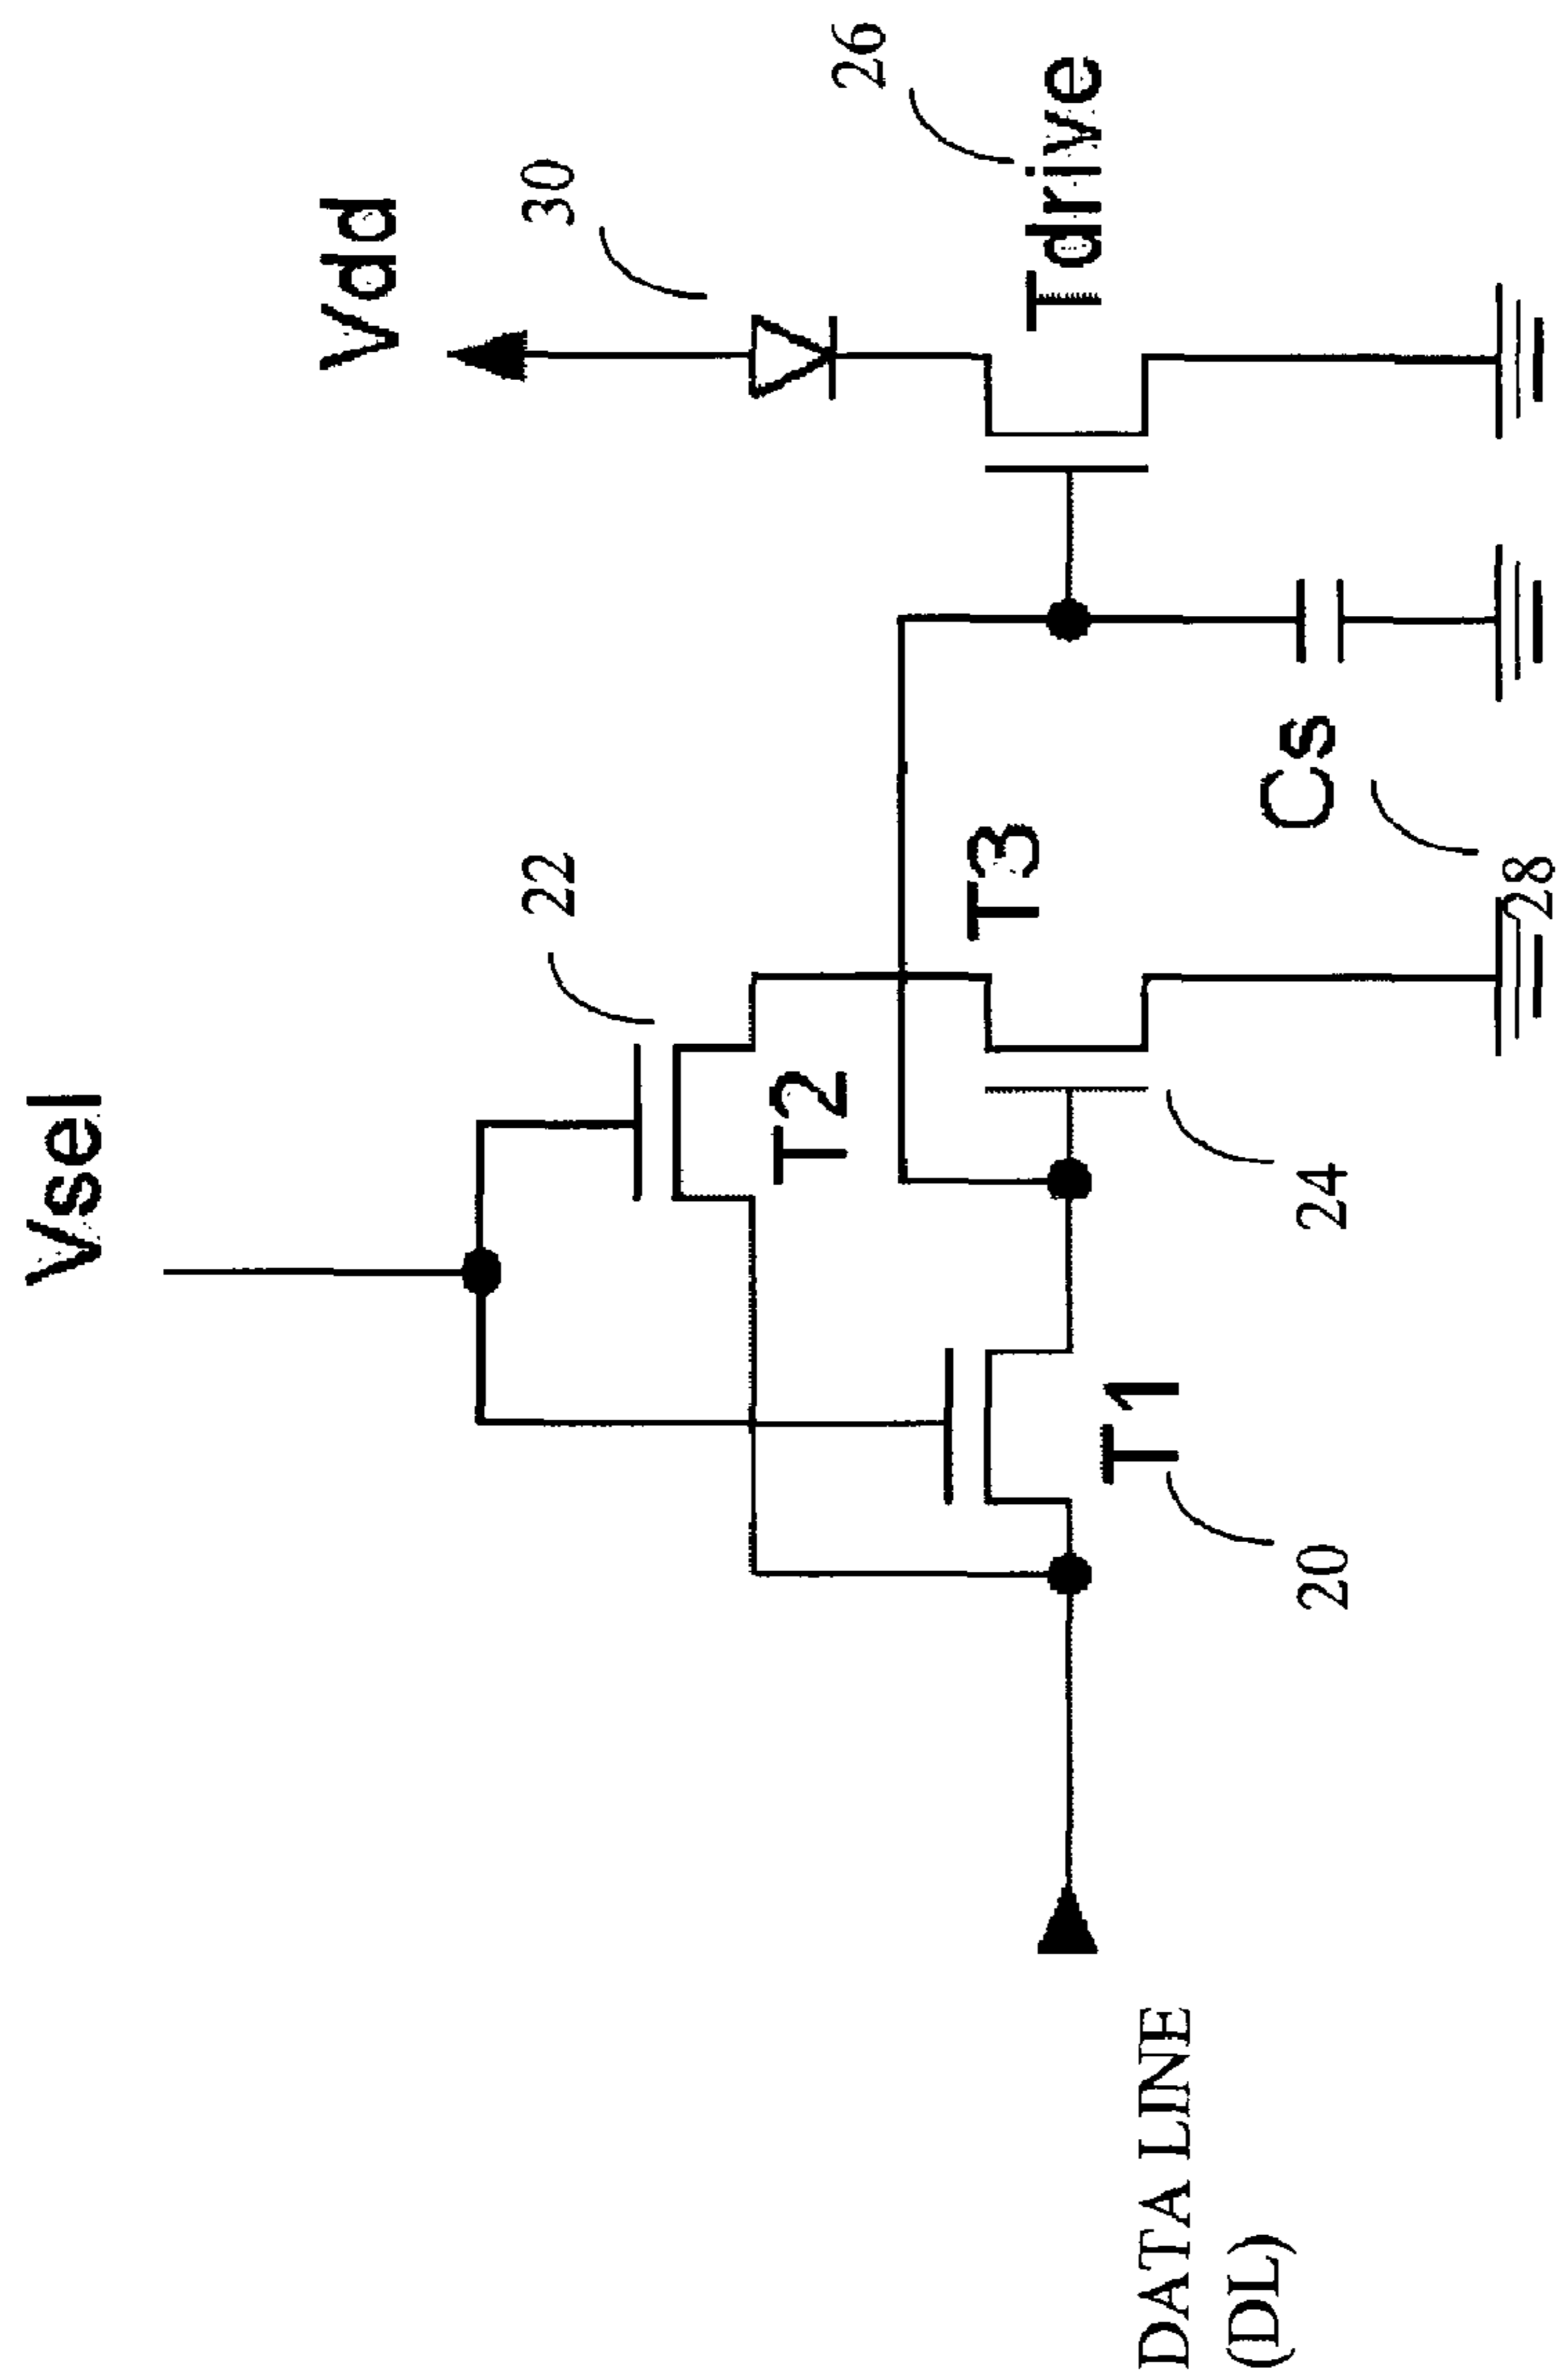 Vsel
Vdd
22
30
26
T2
T3
Tdrive
T1
24
Cs
20
28
DATA LINE
(DL)